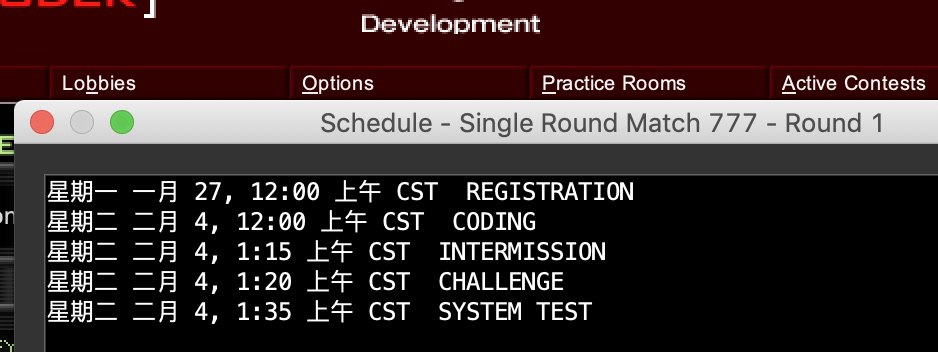 Development
Lobbies Options Practice Rooms Active Contests
Schedule - Single Round Match 777 - Round 1
星期一 一月 27, 12:00 上午 CST REGISTRATION
星期二 二月 4, 12:00 上午 CST CODING
星期二 二月 4, 1:15 上午 CST INTERMISSION
星期二 二月 4, 1:20 上午 CST CHALLENGE
星期二 二月 4, 1:35 上午 CST SYSTEM TEST